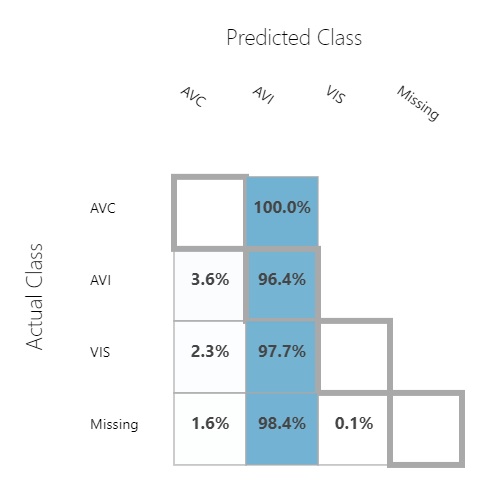 Predicted Class
AVC AVI VIS Missing
Actual Class
AVC 100.0%
AVI 3.6% 96.4%
VIS 2.3% 97.7%
Missing 1.6% 98.4% 0.1%